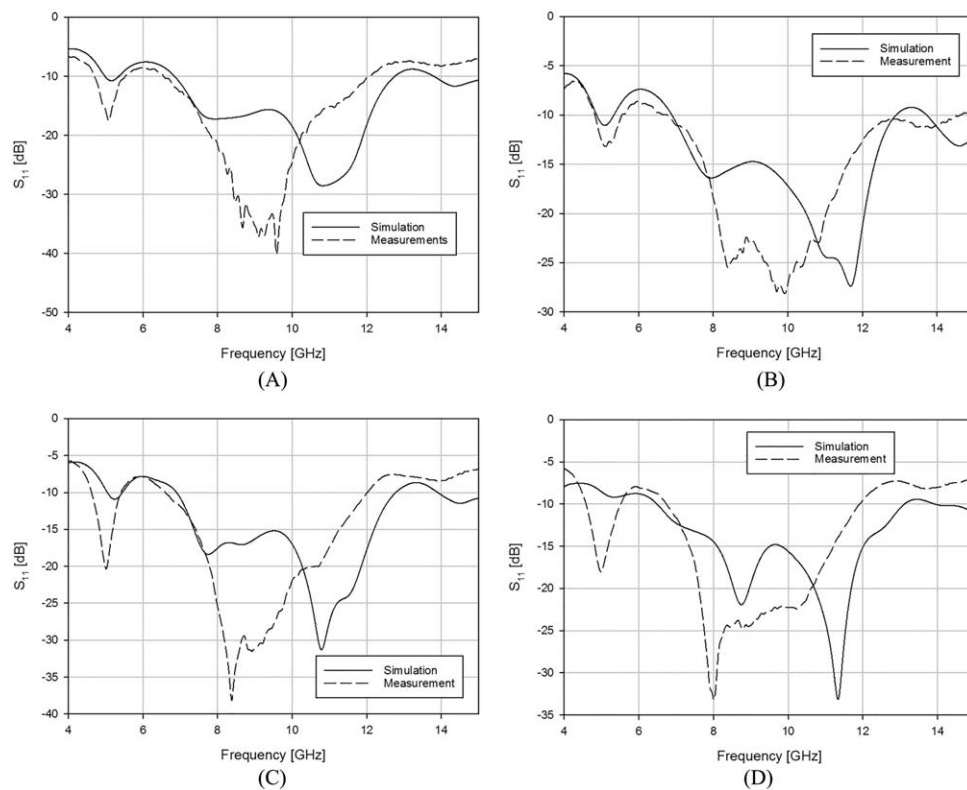 0
-10
-20
-30
-40
-50
S11 [dB]
Simulation
Measurements
4 6 8 10 12 14
Frequency [GHz]
(A)
0
-5
-10
-15
-20
-25
-30
S11 [dB]
Simulation
Measurement
4 6 8 10 12 14
Frequency [GHz]
(B)
0
-5
-10
-15
-20
-25
-30
-35
-40
S11 [dB]
Simulation
Measurement
4 6 8 10 12 14
Frequency [GHz]
(C)
0
-5
-10
-15
-20
-25
-30
-35
S11 [dB]
Simulation
Measurement
4 6 8 10 12 14
Frequency [GHz]
(D)